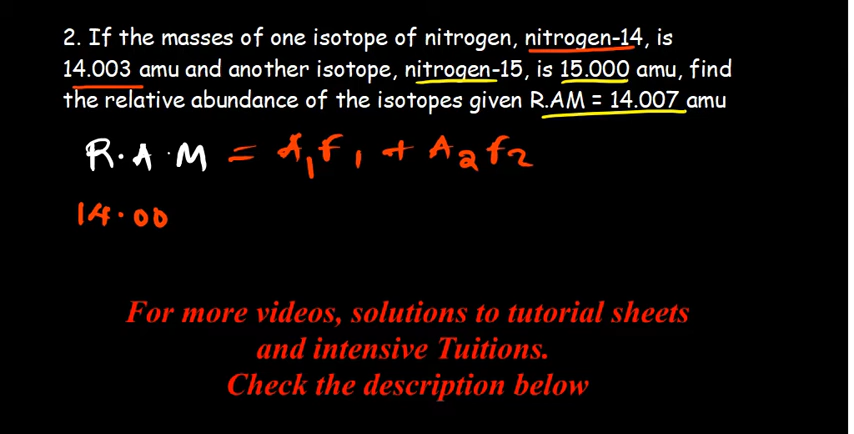 2. If the masses of one isotope of nitrogen, nitrogen-14, is
14.003 amu and another isotope, nitrogen-15, is 15.000 amu, find
the relative abundance of the isotopes given R.AM = 14.007 amu
R.A.M = A₁f₁ + A₂f₂
14.00
For more videos, solutions to tutorial sheets
and intensive Tuitions.
Check the description below